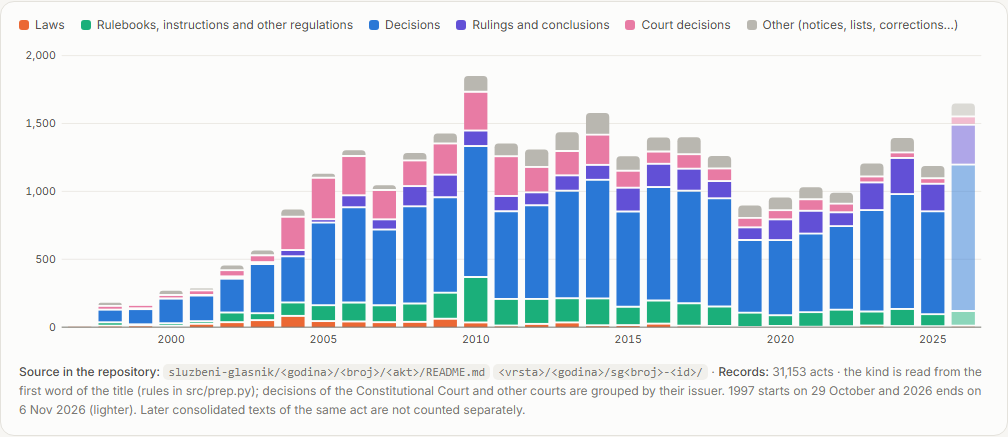 Laws Rulebooks, instructions and other regulations Decisions Rulings and conclusions Court decisions Other (notices, lists, corrections...)
2,000
1,500
1,000
500
0
2000 2005 2010 2015 2020 2025
Source in the repository: sluzbeni-glasnik/<godina>/<broj>/<akt>/README.md <vrsta>/<godina>/sg<broj>-<id>/ · Records: 31,153 acts · the kind is read from the
first word of the title (rules in src/prep.py); decisions of the Constitutional Court and other courts are grouped by their issuer. 1997 starts on 29 October and 2026 ends on
6 Nov 2026 (lighter). Later consolidated texts of the same act are not counted separately.